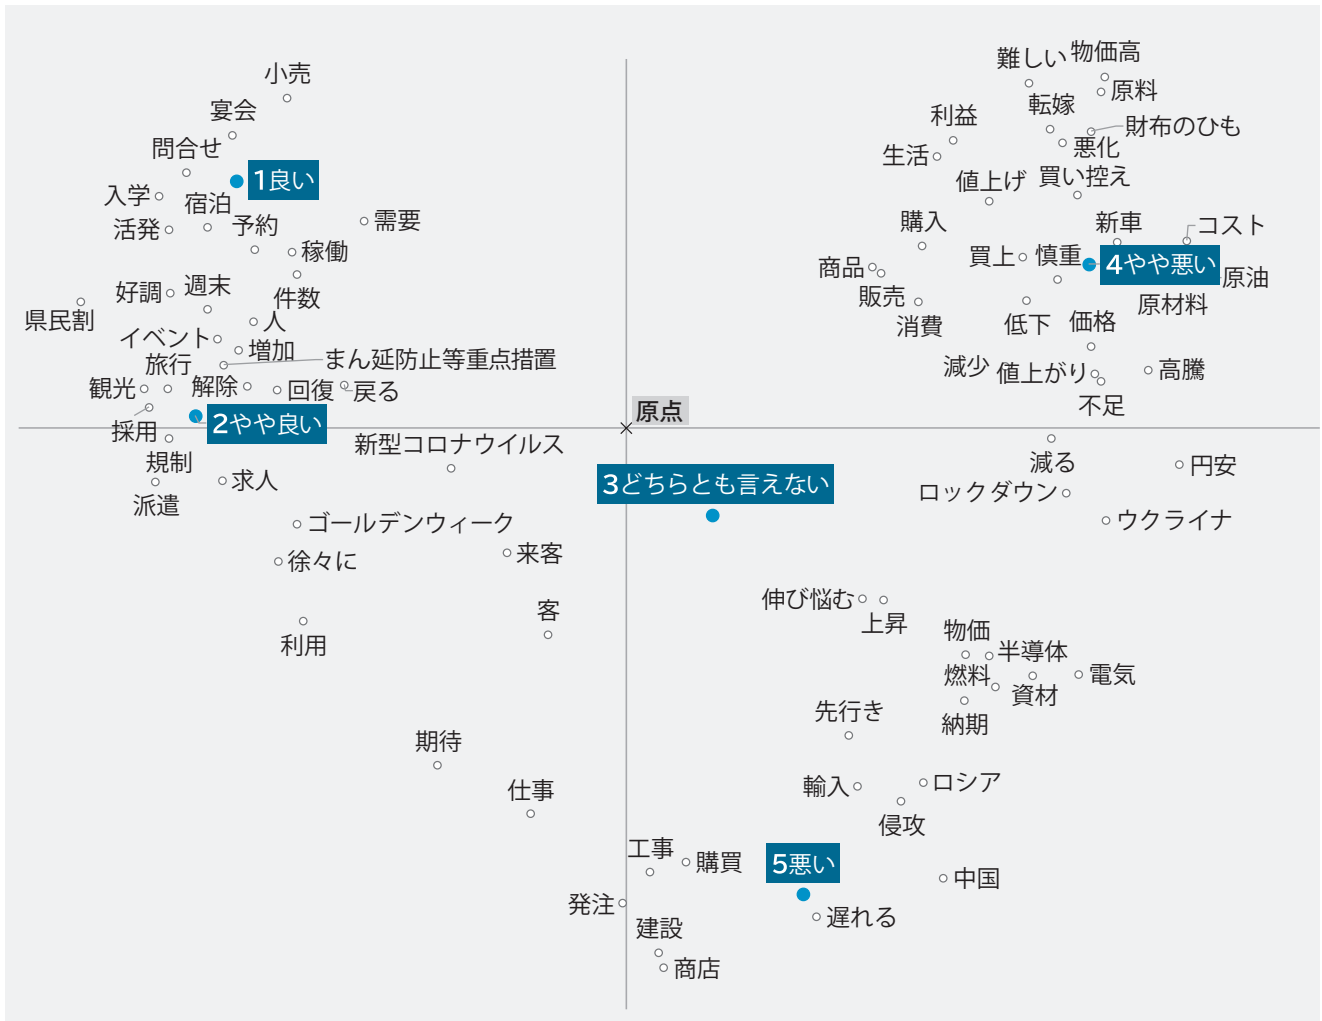 小売
宴会
問合せ
1良い
入学
宿泊
活発
予約
需要
稼働
好調
週末
件数
県民割
人
イベント
増加
旅行
まん延防止等重点措置
観光
解除
回復
戻る
採用
2やや良い
規制
派遣
求人
新型コロナウイルス
ゴールデンウィーク
徐々に
来客
利用
客
期待
仕事
原点
3どちらとも言えない
難しい
物価高
原料
転嫁
財布のひも
利益
悪化
生活
値上げ
買い控え
購入
新車
コスト
買上
慎重
4やや悪い
商品
原油
販売
原材料
消費
低下
価格
減少
値上がり
高騰
不足
減る
円安
ロックダウン
ウクライナ
伸び悩む
上昇
物価
半導体
燃料
電気
資材
納期
先行き
輸入
ロシア
侵攻
工事
購買
5悪い
中国
発注
遅れる
建設
商店